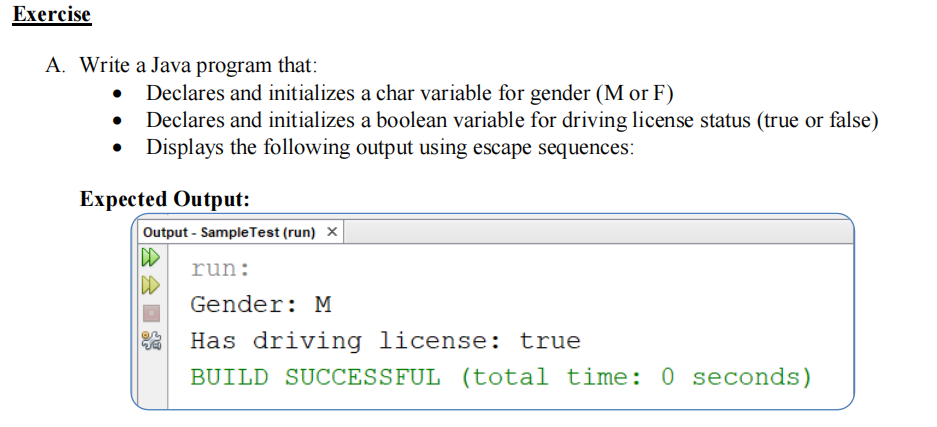 Exercise
A. Write a Java program that:
• Declares and initializes a char variable for gender (M or F)
• Declares and initializes a boolean variable for driving license status (true or false)
• Displays the following output using escape sequences:
Expected Output:
Output - SampleTest (run) ×
run:
Gender: M
Has driving license: true
BUILD SUCCESSFUL (total time: 0 seconds)